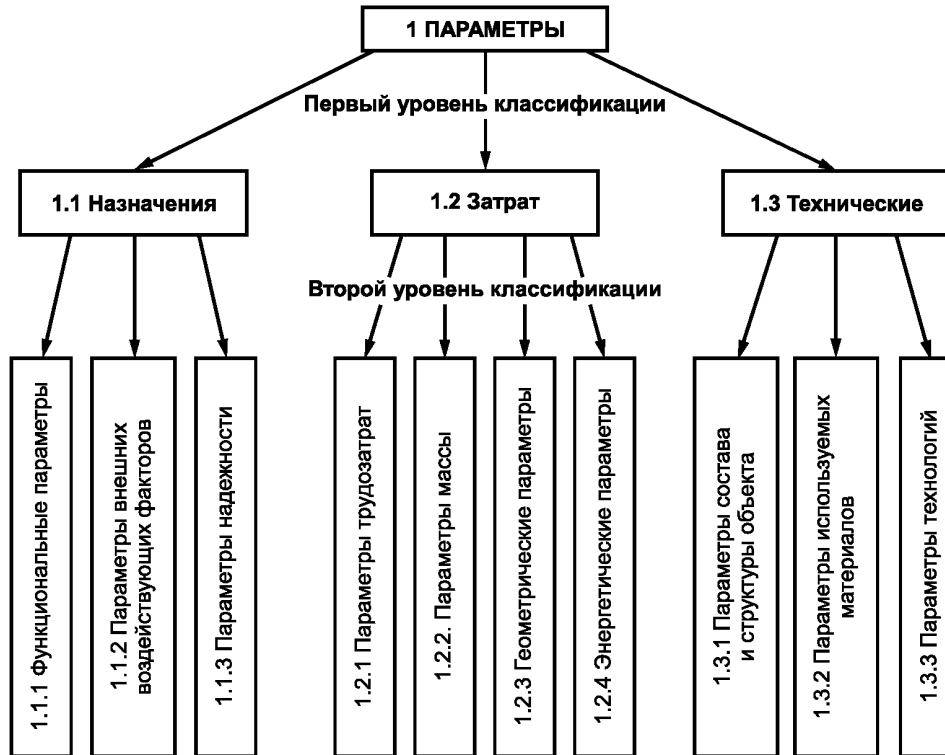 1 ПАРАМЕТРЫ
Первый уровень классификации
1.1 Назначения
1.2 Затрат
1.3 Технические
Второй уровень классификации
1.1.1 Функциональные параметры
1.1.2 Параметры внешних
воздействующих факторов
1.1.3 Параметры надежности
1.2.1 Параметры трудозатрат
1.2.2. Параметры массы
1.2.3 Геометрические параметры
1.2.4 Энергетические параметры
1.3.1 Параметры состава
и структуры объекта
1.3.2 Параметры используемых
материалов
1.3.3 Параметры технологий